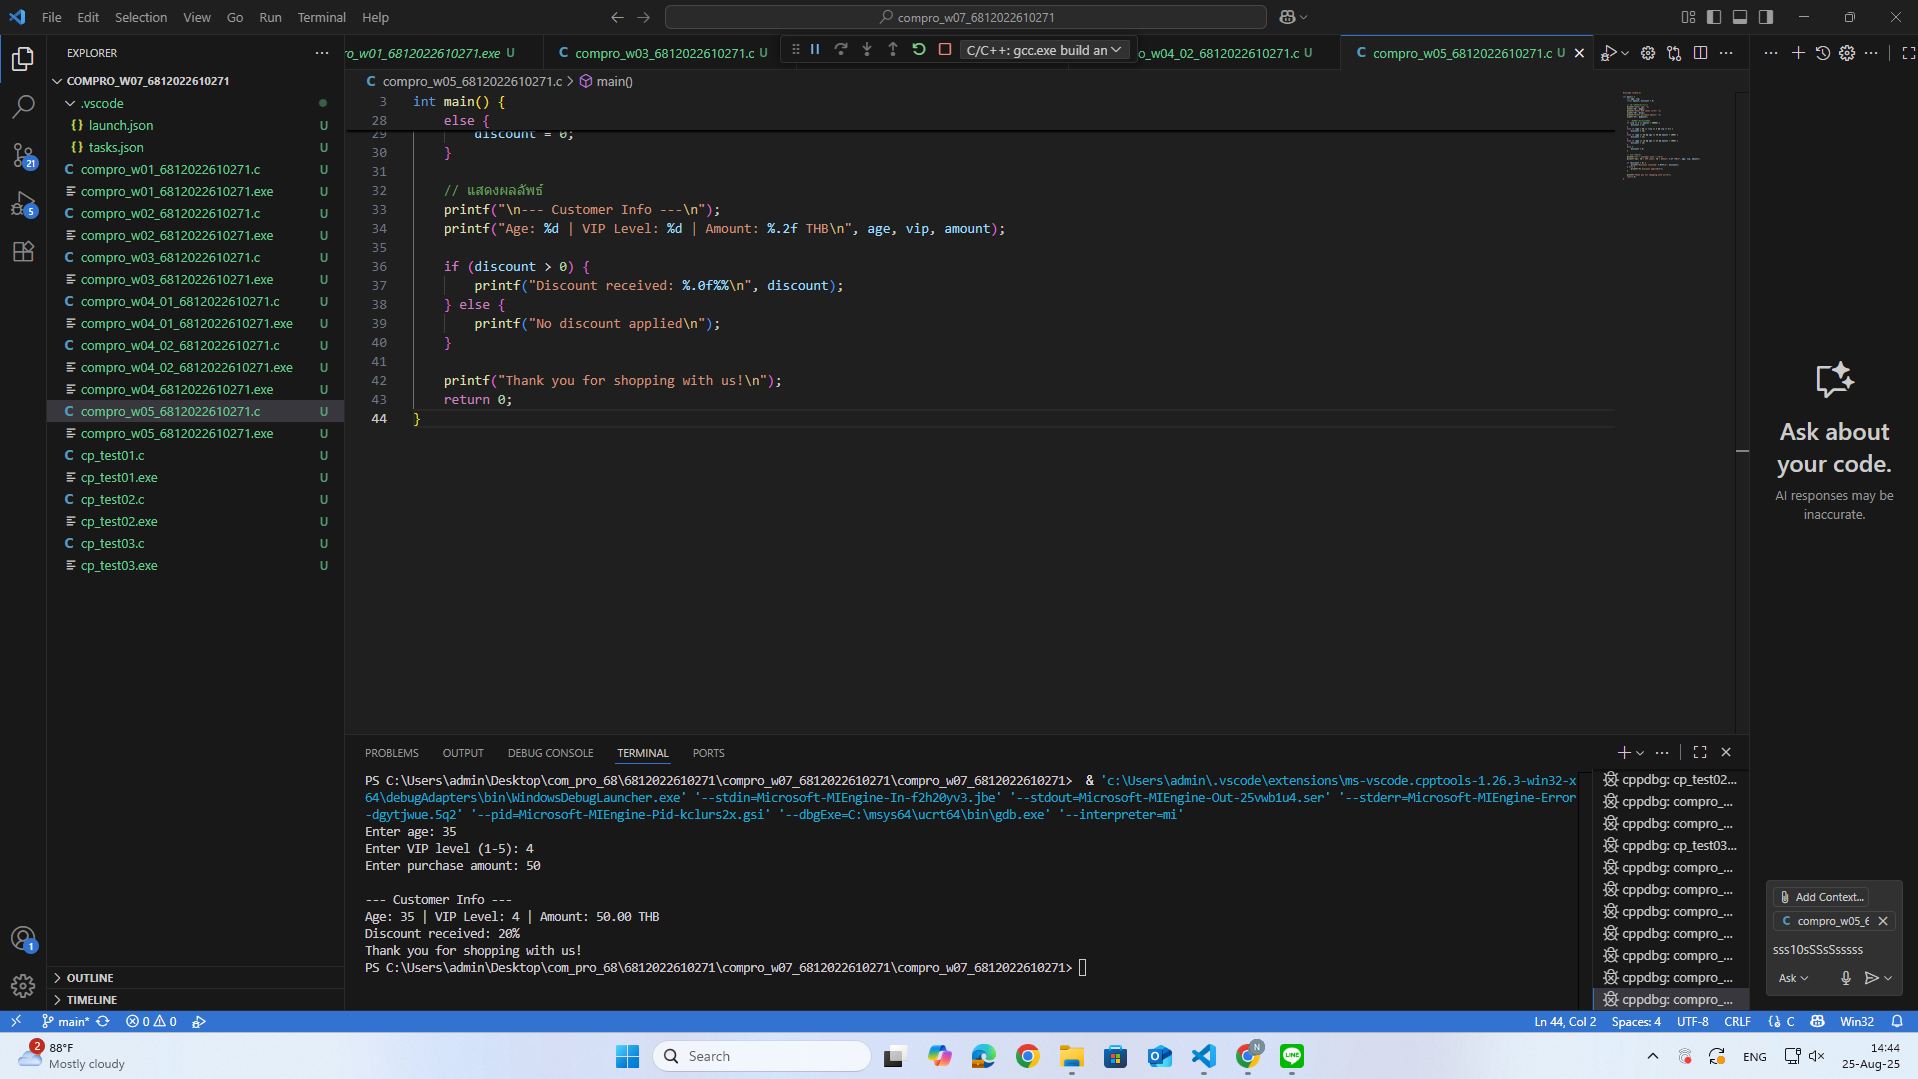 File Edit Selection View Go Run Terminal Help
compro_w07_6812022610271
EXPLORER
COMPRO_W07_6812022610271
.vscode
launch.json U
tasks.json U
compro_w01_6812022610271.c U
compro_w01_6812022610271.exe U
compro_w02_6812022610271.c U
compro_w02_6812022610271.exe U
compro_w03_6812022610271.c U
compro_w03_6812022610271.exe U
compro_w04_01_6812022610271.c U
compro_w04_01_6812022610271.exe U
compro_w04_02_6812022610271.c U
compro_w04_02_6812022610271.exe U
compro_w04_6812022610271.exe U
compro_w05_6812022610271.c U
compro_w05_6812022610271.exe U
cp_test01.c U
cp_test01.exe U
cp_test02.c U
cp_test02.exe U
cp_test03.c U
cp_test03.exe U
OUTLINE
TIMELINE
21
5
1
ro_w01_6812022610271.exe U
C compro_w03_6812022610271.c U
C/C++: gcc.exe build an
o_w04_02_6812022610271.c U
C compro_w05_6812022610271.c U
C compro_w05_6812022610271.c > main()
3 int main() {
28 else {
29 discount = 0;
30 }
31
32 // แสดงผลลัพธ์
33 printf("\n--- Customer Info ---\n");
34 printf("Age: %d | VIP Level: %d | Amount: %.2f THB\n", age, vip, amount);
35
36 if (discount > 0) {
37 printf("Discount received: %.0f%%\n", discount);
38 } else {
39 printf("No discount applied\n");
40 }
41
42 printf("Thank you for shopping with us!\n");
43 return 0;
44 }
Ask about
your code.
AI responses may be
inaccurate.
Add Context...
C compro_w05_6
sss10sSSsSsssss
Ask
PROBLEMS OUTPUT DEBUG CONSOLE TERMINAL PORTS
PS C:\Users\admin\Desktop\com_pro_68\6812022610271\compro_w07_6812022610271\compro_w07_6812022610271> & 'c:\Users\admin\.vscode\extensions\ms-vscode.cpptools-1.26.3-win32-x
64\debugAdapters\bin\WindowsDebugLauncher.exe' '--stdin=Microsoft-MIEngine-In-f2h20yv3.jbe' '--stdout=Microsoft-MIEngine-Out-25vwb1u4.ser' '--stderr=Microsoft-MIEngine-Error
-dgytjwue.5q2' '--pid=Microsoft-MIEngine-Pid-kclurs2x.gsi' '--dbgExe=C:\msys64\ucrt64\bin\gdb.exe' '--interpreter=mi'
Enter age: 35
Enter VIP level (1-5): 4
Enter purchase amount: 50
--- Customer Info ---
Age: 35 | VIP Level: 4 | Amount: 50.00 THB
Discount received: 20%
Thank you for shopping with us!
PS C:\Users\admin\Desktop\com_pro_68\6812022610271\compro_w07_6812022610271\compro_w07_6812022610271>
cppdbg: cp_test02...
cppdbg: compro_...
cppdbg: compro_...
cppdbg: cp_test03...
cppdbg: compro_...
cppdbg: compro_...
cppdbg: compro_...
cppdbg: compro_...
cppdbg: compro_...
cppdbg: compro_...
cppdbg: compro_...
main* 0 0
Ln 44, Col 2 Spaces: 4 UTF-8 CRLF C Win32
2
88°F
Mostly cloudy
Search
N
LINE
ENG
14:44
25-Aug-25